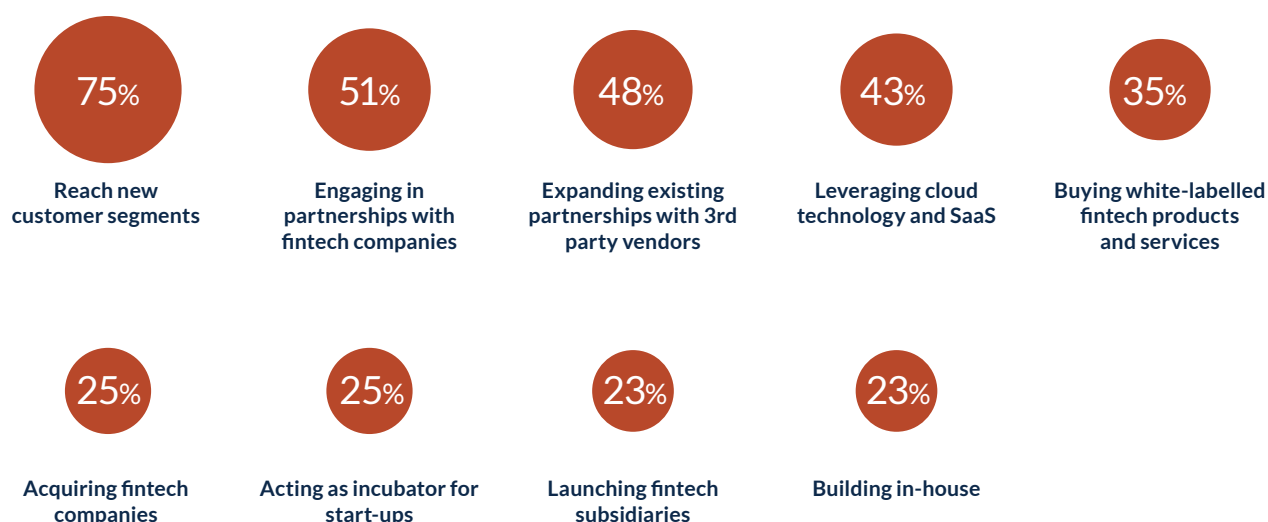 75%
51%
48%
43%
35%
Reach new
customer segments
Engaging in
partnerships with
fintech companies
Expanding existing
partnerships with 3rd
party vendors
Leveraging cloud
technology and SaaS
Buying white-labelled
fintech products
and services
25%
25%
23%
23%
Acquiring fintech
companies
Acting as incubator for
start-ups
Launching fintech
subsidiaries
Building in-house